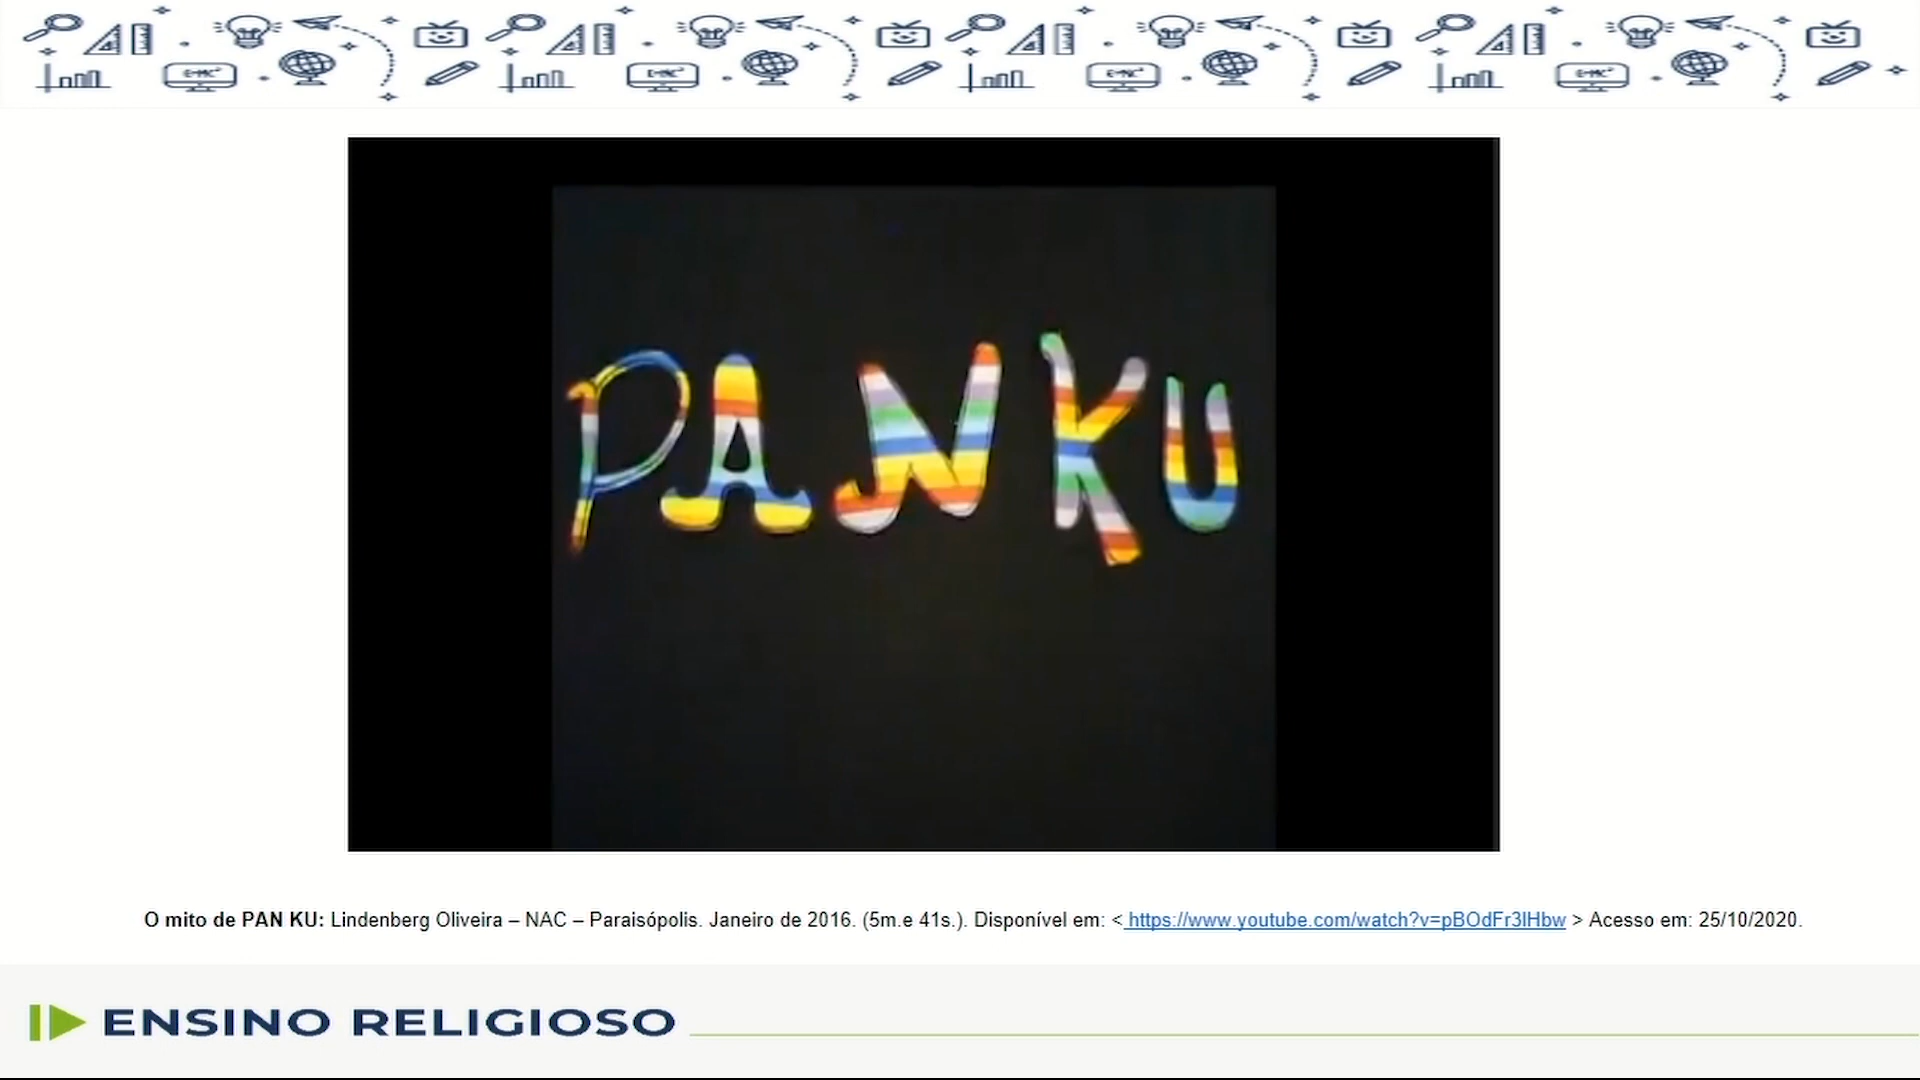 PAN KU
O mito de PAN KU: Lindenberg Oliveira – NAC – Paraisópolis. Janeiro de 2016. (5m.e 41s.). Disponível em: < https://www.youtube.com/watch?v=pBOdFr3lHbw > Acesso em: 25/10/2020.
ENSINO RELIGIOSO